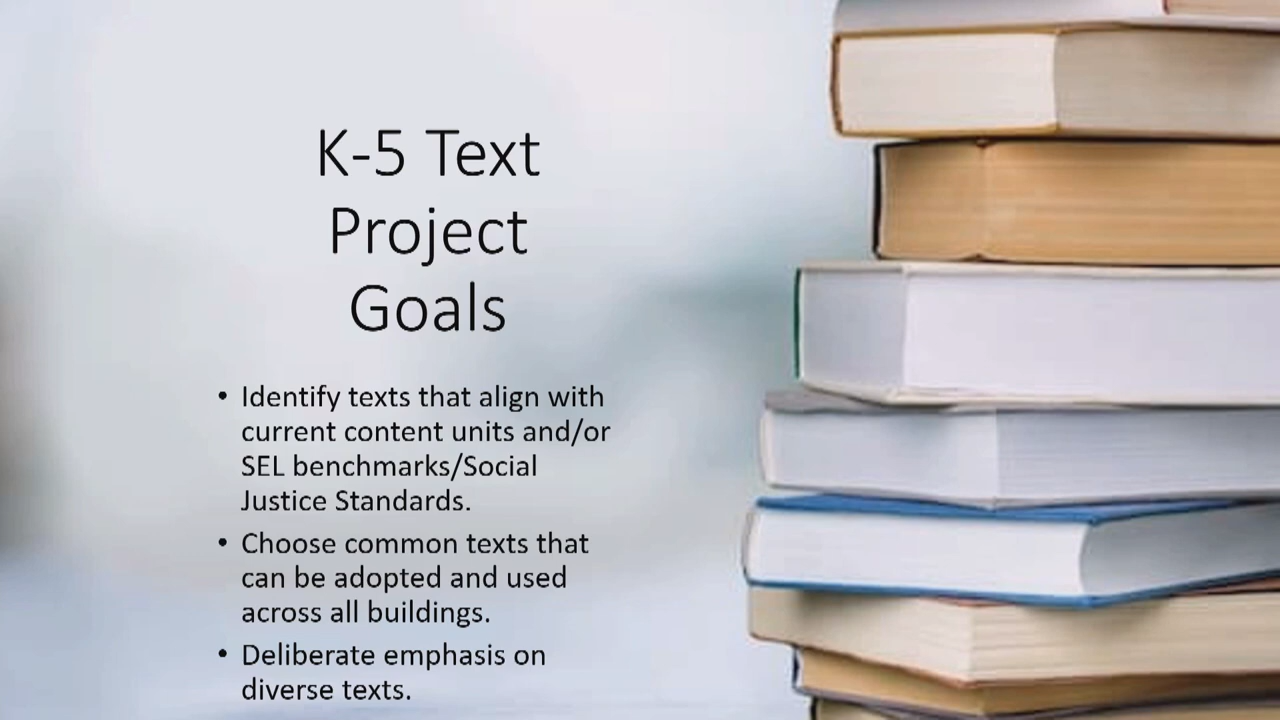 K-5 Text
Project
Goals
• Identify texts that align with
current content units and/or
SEL benchmarks/Social
Justice Standards.
• Choose common texts that
can be adopted and used
across all buildings.
• Deliberate emphasis on
diverse texts.